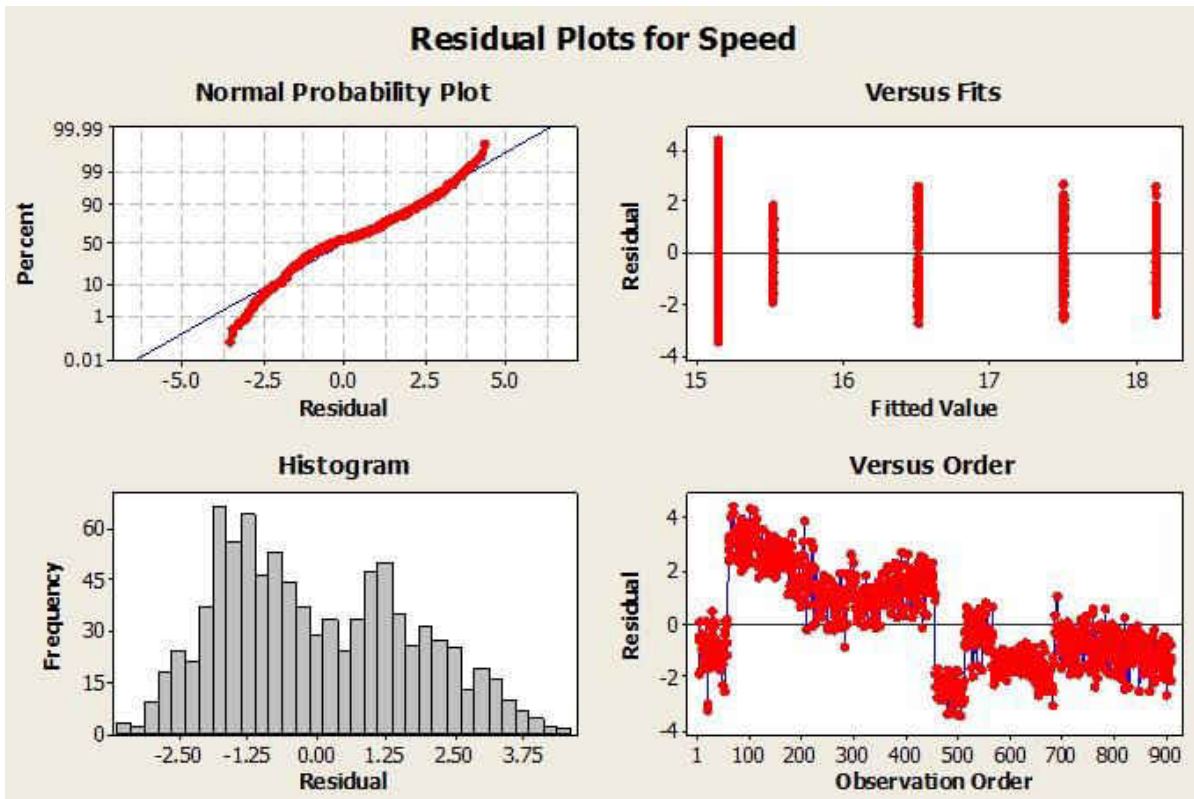 Residual Plots for Speed
Normal Probability Plot
99.99
99
90
50
10
1
0.01
Percent
-5.0 -2.5 0.0 2.5 5.0
Residual
Versus Fits
4
2
0
-2
-4
Residual
15 16 17 18
Fitted Value
Histogram
60
45
30
15
0
Frequency
-2.50 -1.25 0.00 1.25 2.50 3.75
Residual
Versus Order
4
2
0
-2
-4
Residual
1 100 200 300 400 500 600 700 800 900
Observation Order